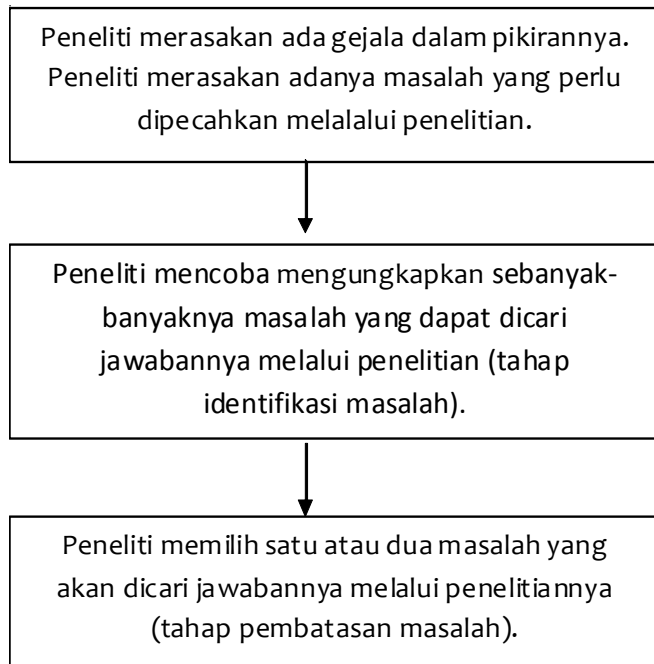 Peneliti merasakan ada gejala dalam pikirannya.
Peneliti merasakan adanya masalah yang perlu
dipecahkan melalalui penelitian.
Peneliti mencoba mengungkapkan sebanyak-
banyaknya masalah yang dapat dicari
jawabannya melalui penelitian (tahap
identifikasi masalah).
Peneliti memilih satu atau dua masalah yang
akan dicari jawabannya melalui penelitiannya
(tahap pembatasan masalah).